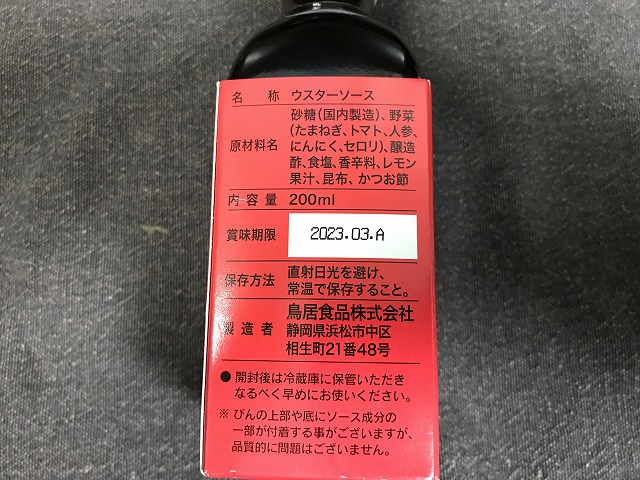 名称 ウスターソース
原材料名 砂糖(国内製造)、野菜
(たまねぎ、トマト、人参、
にんにく、セロリ)、醸造
酢、食塩、香辛料、レモン
果汁、昆布、かつお節
内容量 200ml
賞味期限 2023.03.A
保存方法 直射日光を避け、
常温で保存すること。
製造者 鳥居食品株式会社
静岡県浜松市中区
相生町21番48号
● 開封後は冷蔵庫に保管いただき
なるべく早めにお使いください。
※ びんの上部や底にソース成分の
一部が付着する事がございますが、
品質的に問題はございません。